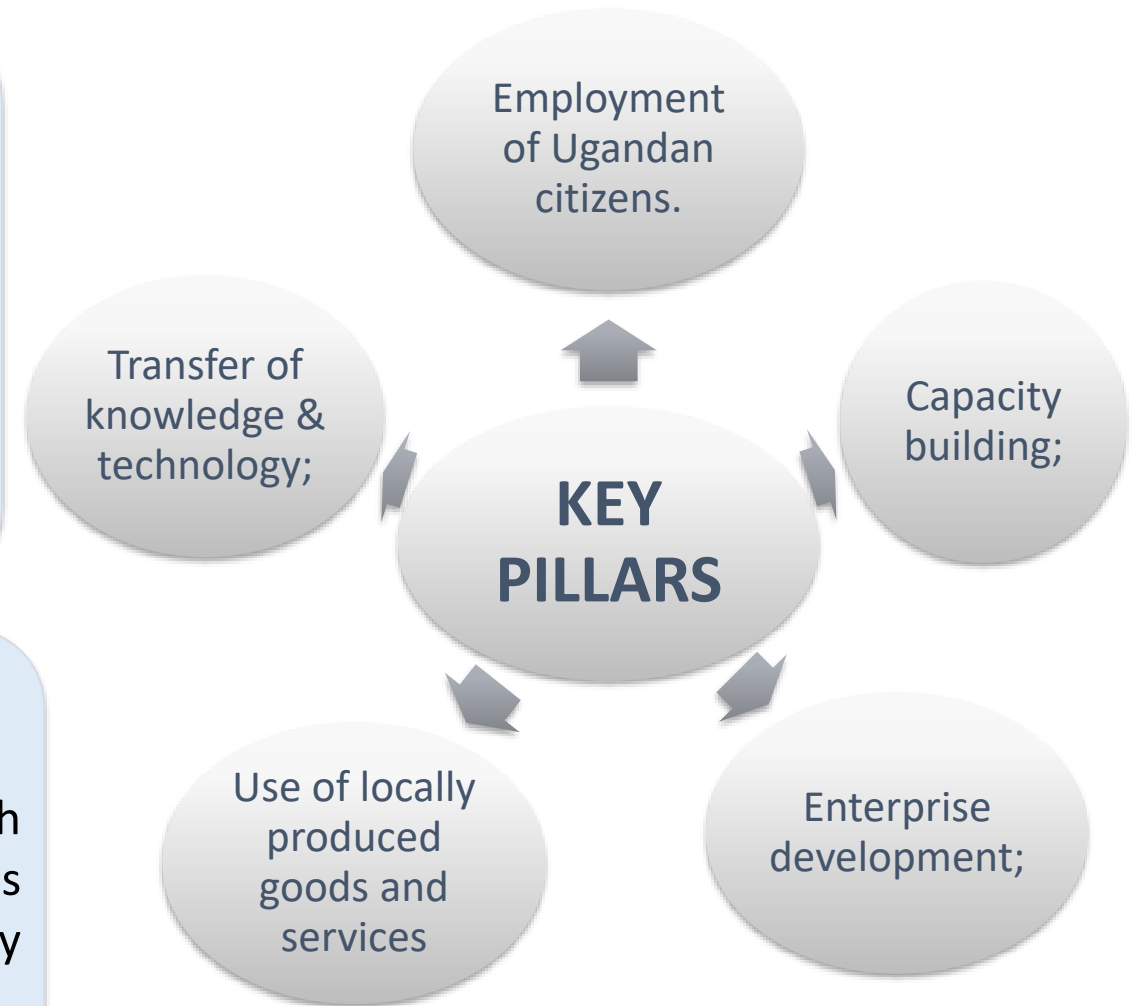 Employment
of Ugandan
citizens.
Transfer of
knowledge &
technology;
Capacity
building;
KEY
PILLARS
Use of locally
produced
goods and
services
Enterprise
development;
h
s
y